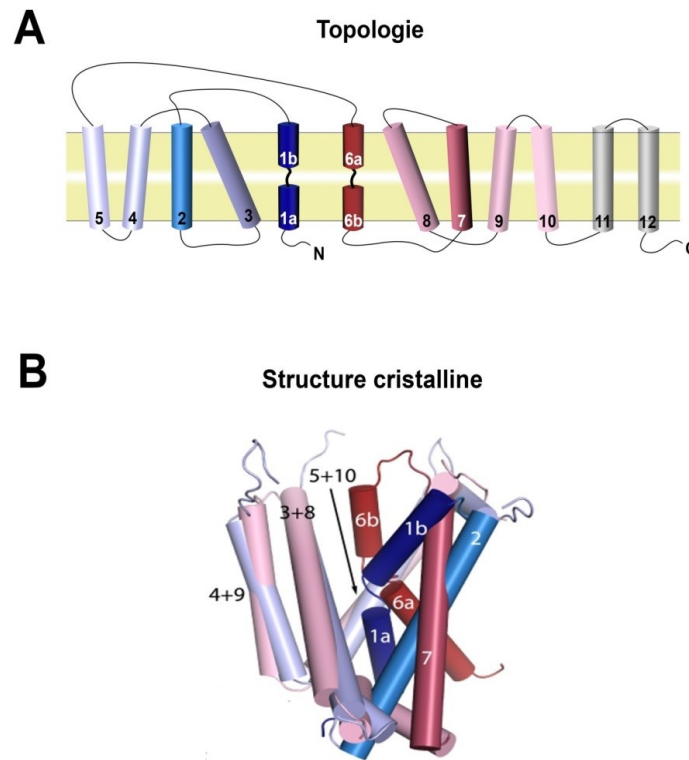 A
Topologie
1b 6a
5 4 2 3 1a 6b 8 7 9 10 11 12
N
B
Structure cristalline
5+10
3+8 6b 1b 2
4+9 6a
1a 7